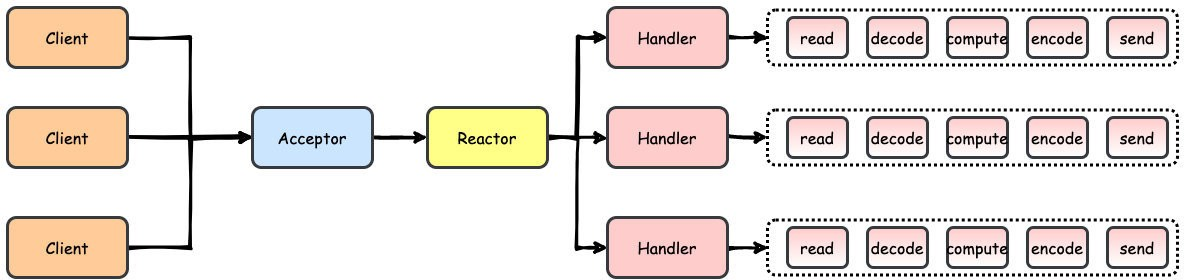 Client
Handler
read
decode
compute
encode
send
Client
Acceptor
Reactor
Handler
read
decode
compute
encode
send
Client
Handler
read
decode
compute
encode
send